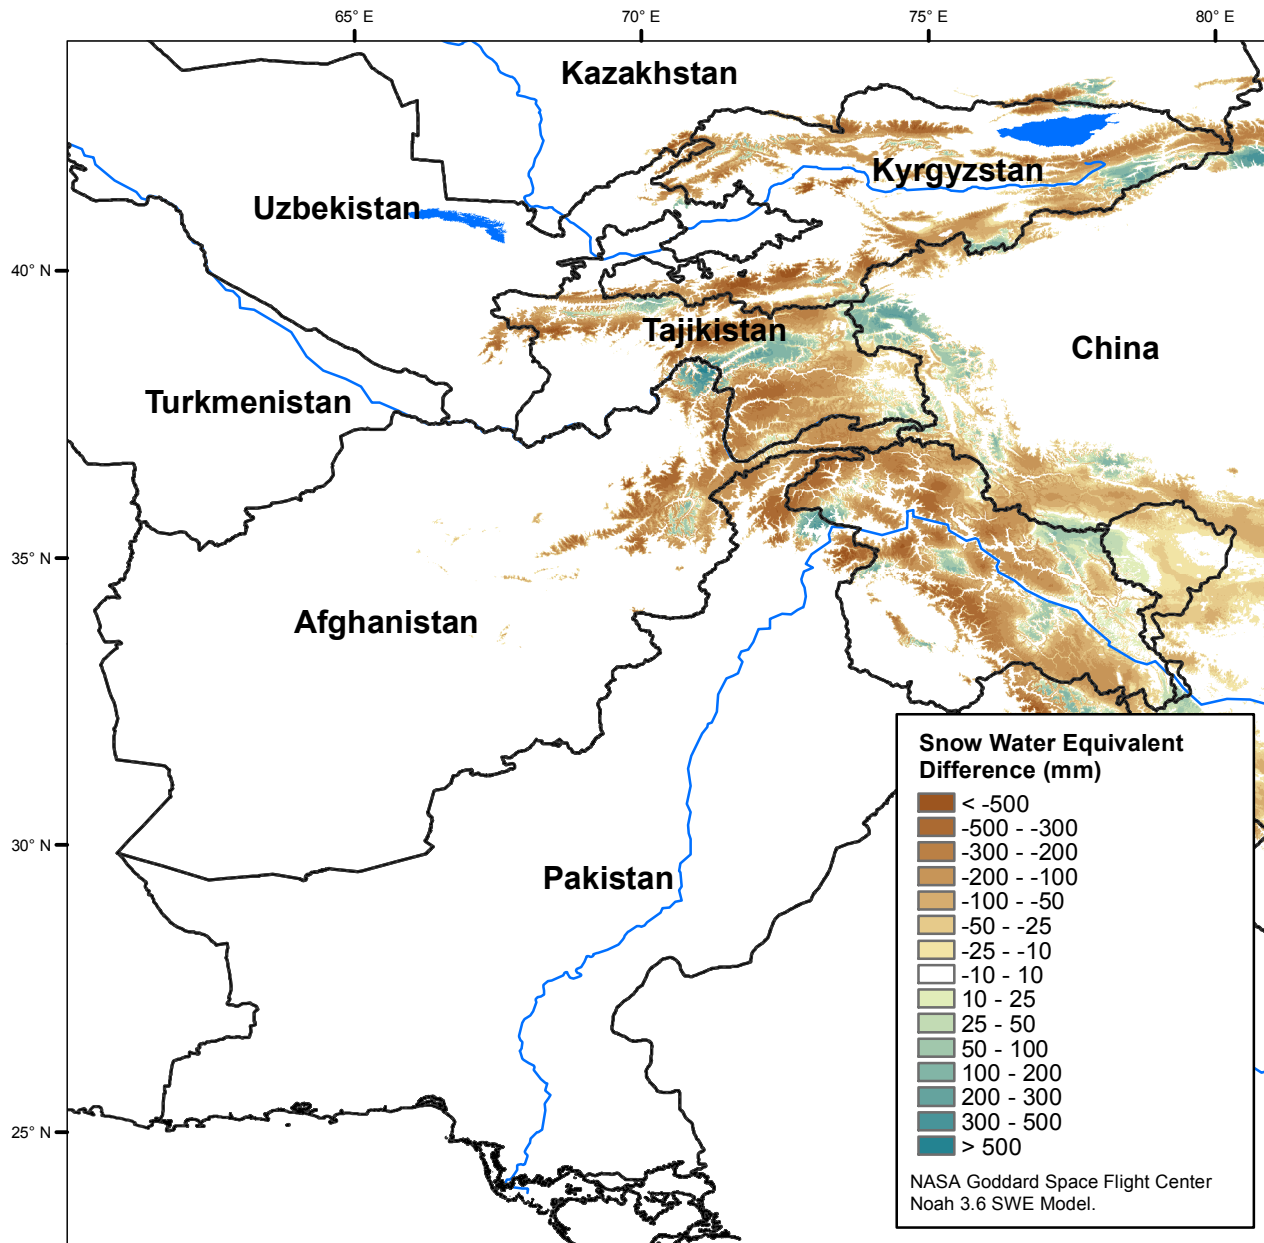 65° E
70° E
75° E
80° E
Kazakhstan
Kyrgyzstan
Uzbekistan
40° N
Tajikistan
China
Turkmenistan
35° N
Afghanistan
30° N
Pakistan
25° N
Snow Water Equivalent
Difference (mm)
< -500
-500 - -300
-300 - -200
-200 - -100
-100 - -50
-50 - -25
-25 - -10
-10 - 10
10 - 25
25 - 50
50 - 100
100 - 200
200 - 300
300 - 500
> 500
NASA Goddard Space Flight Center
Noah 3.6 SWE Model.